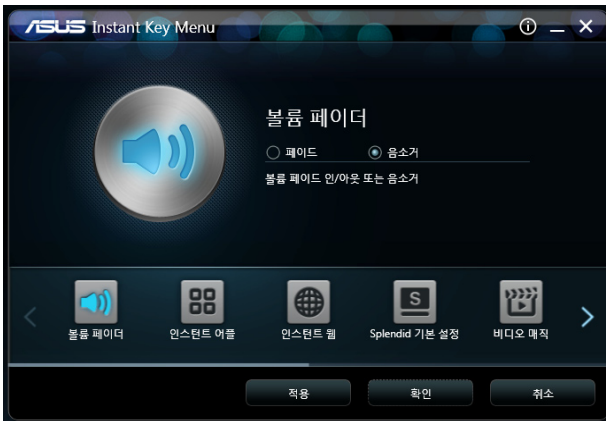 ASUS Instant Key Menu
볼륨 페이더
페이드 음소거
볼륨 페이드 인/아웃 또는 음소거
S
볼륨 페이더 인스턴트 어플 인스턴트 웹 Splendid 기본 설정 비디오 매직
적용 확인 취소